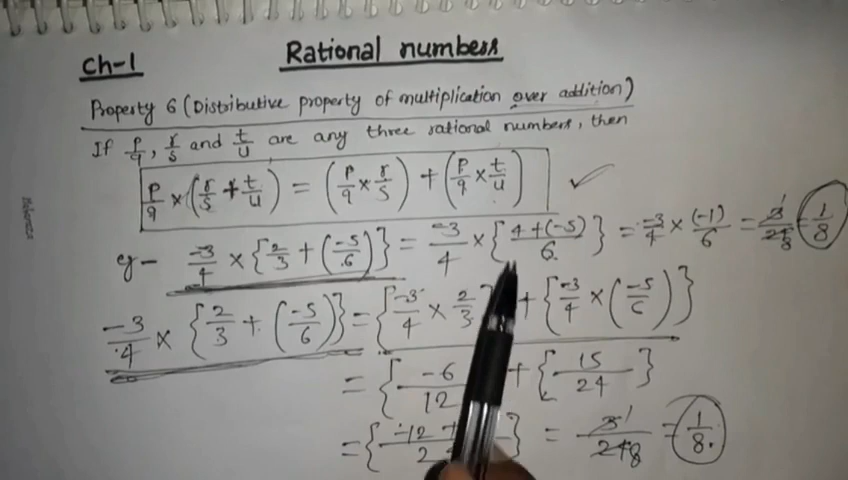 Ch-1 Rational numbers
Property 6 (Distributive property of multiplication over addition)
If p/q, r/s and t/u are any three rational numbers, then
p/q × (r/s + t/u) = (p/q × r/s) + (p/q × t/u) ✓
eg - -3/4 × {2/3 + (-5/6)} = -3/4 × {4+(-5)/6} = -3/4 × (-1)/6 = 3/24 = 1/8
-3/4 × {2/3 + (-5/6)} = {-3/4 × 2/3} + {-3/4 × (-5/6)}
= {-6/12 + {15/24}
= {-12 + } = 3/24 = 1/8.